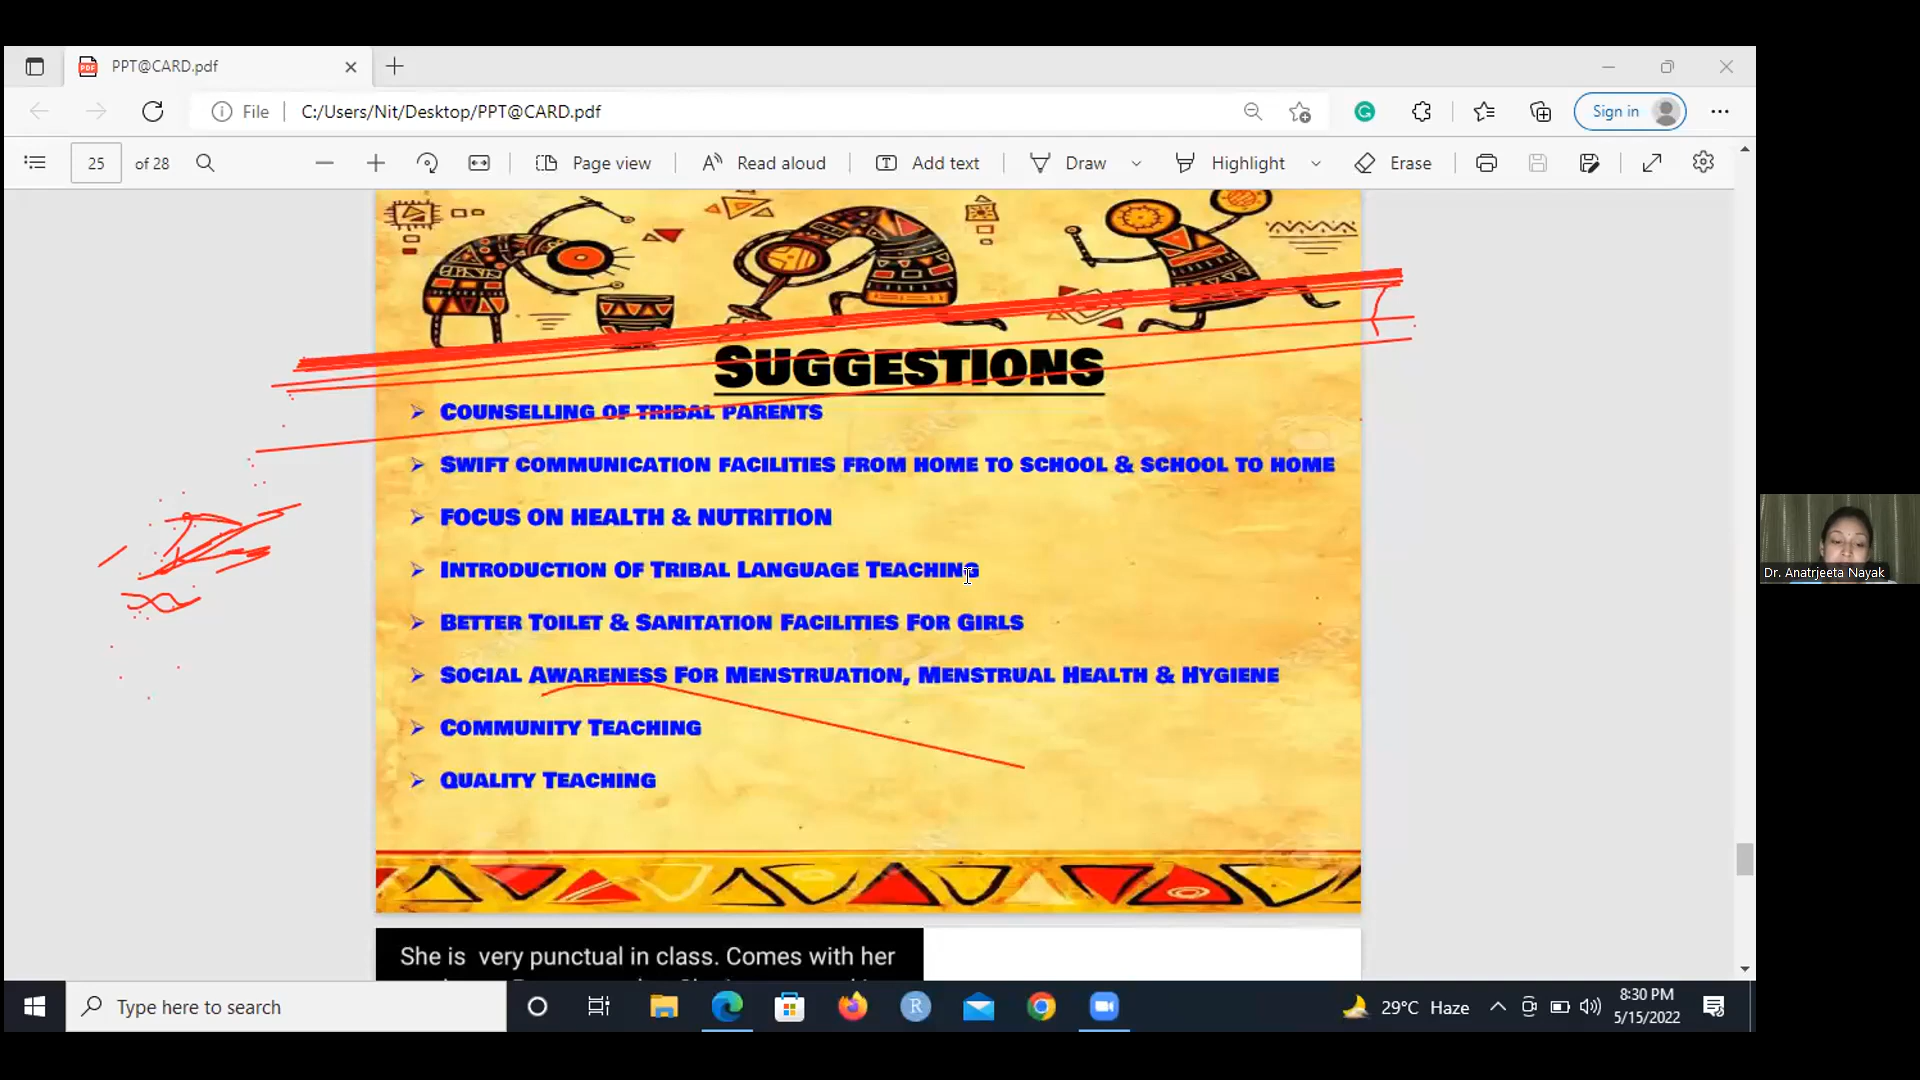 PPT@CARD.pdf
File C:/Users/Nit/Desktop/PPT@CARD.pdf
Sign in
25 of 28
Page view
Read aloud
Add text
Draw
Highlight
Erase
SUGGESTIONS
COUNSELLING OF TRIBAL PARENTS
SWIFT COMMUNICATION FACILITIES FROM HOME TO SCHOOL & SCHOOL TO HOME
FOCUS ON HEALTH & NUTRITION
INTRODUCTION OF TRIBAL LANGUAGE TEACHING
BETTER TOILET & SANITATION FACILITIES FOR GIRLS
SOCIAL AWARENESS FOR MENSTRUATION, MENSTRUAL HEALTH & HYGIENE
COMMUNITY TEACHING
QUALITY TEACHING
She is very punctual in class. Comes with her
Dr. Anatrjeeta Nayak
Type here to search
29°C Haze
8:30 PM
5/15/2022